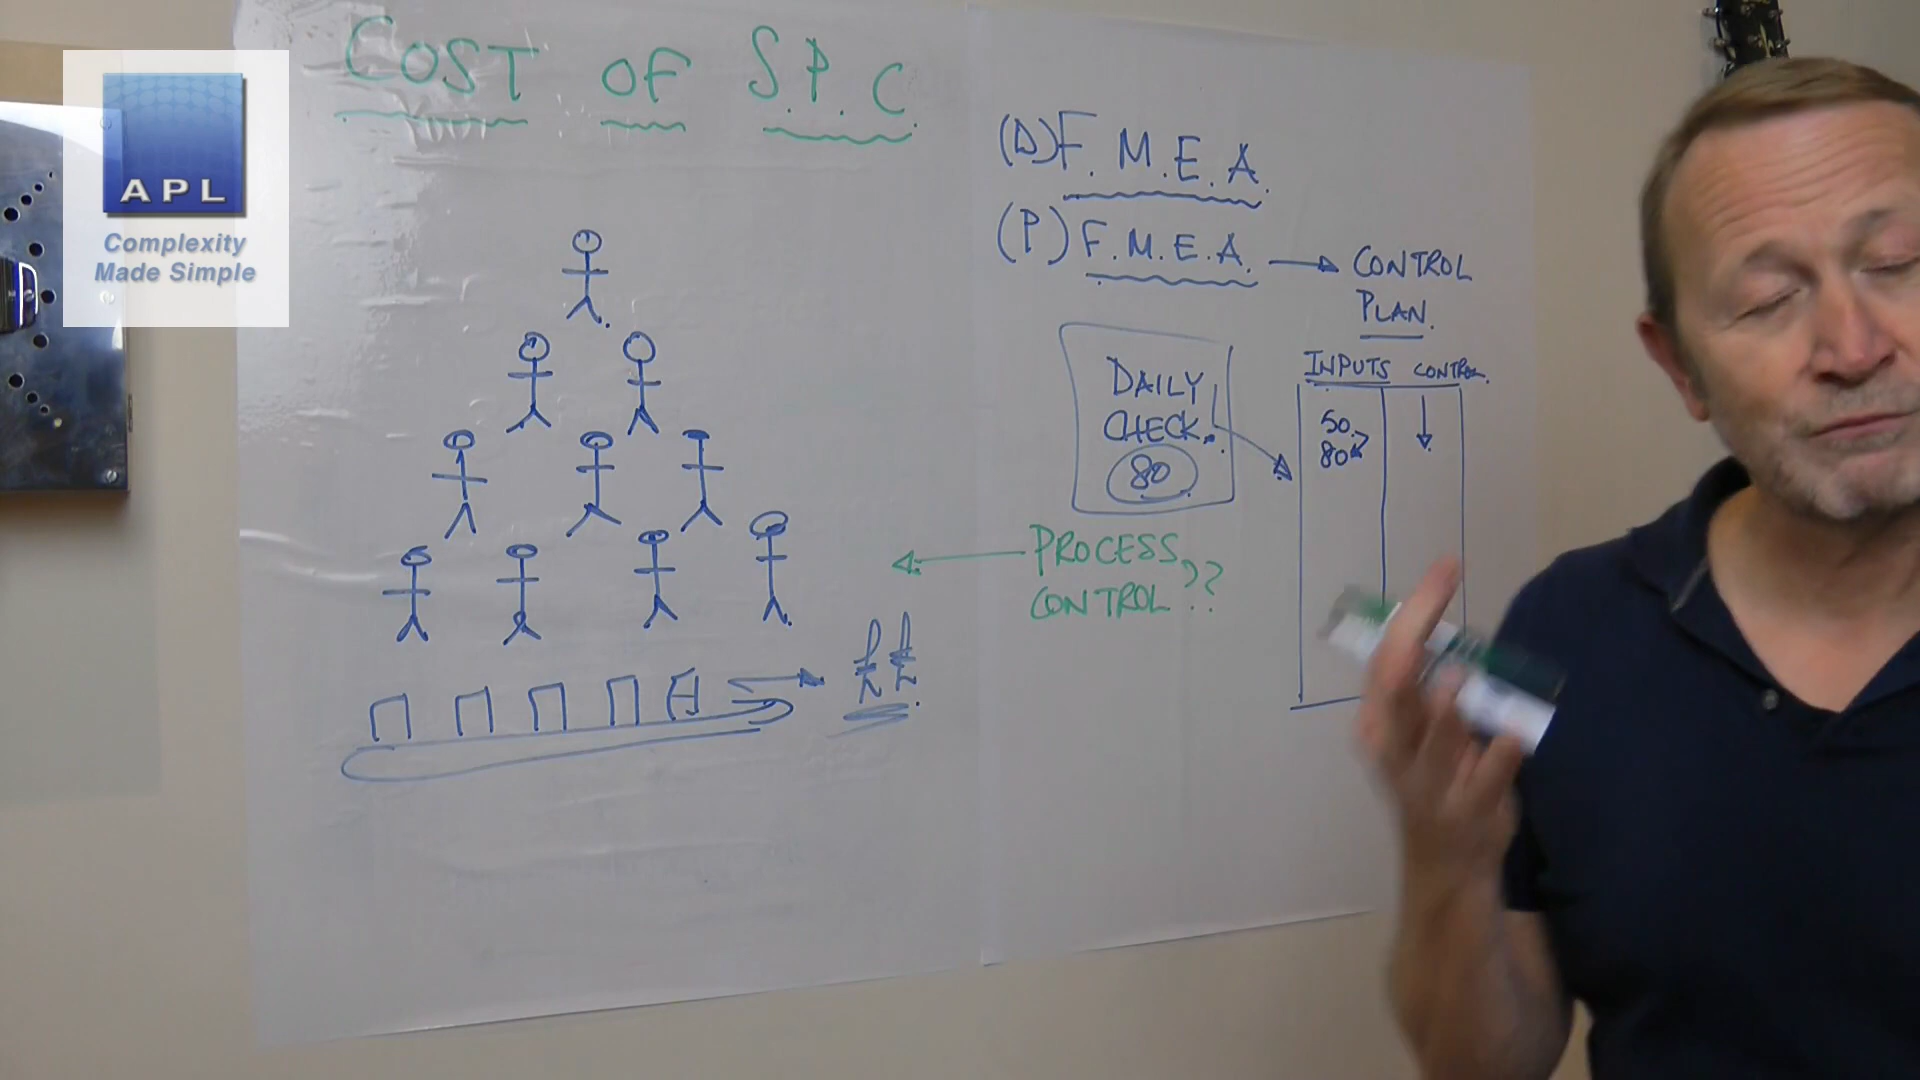 COST OF S.P.C.
APL
Complexity
Made Simple
(D) F.M.E.A.
(P) F.M.E.A. → CONTROL
PLAN.
INPUTS CONTROL
DAILY
CHECK.
80
50
80
PROCESS
CONTROL ??
££